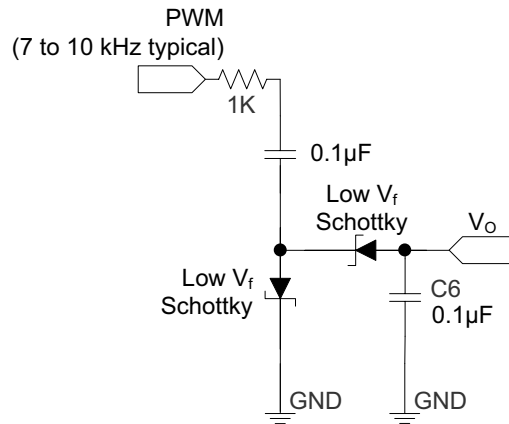 PWM
(7 to 10 kHz typical)
1K
0.1µF
Low Vf
Schottky
VO
Low Vf
Schottky
C6
0.1µF
GND
GND